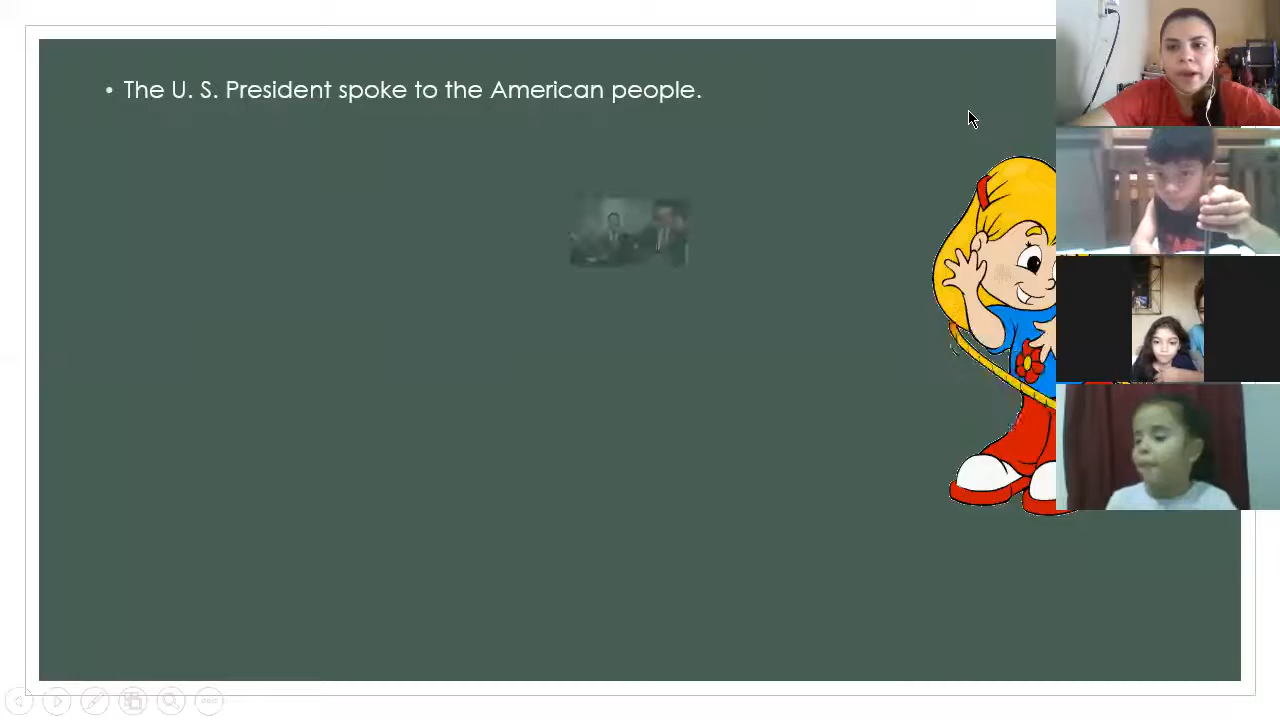 • The U. S. President spoke to the American people.